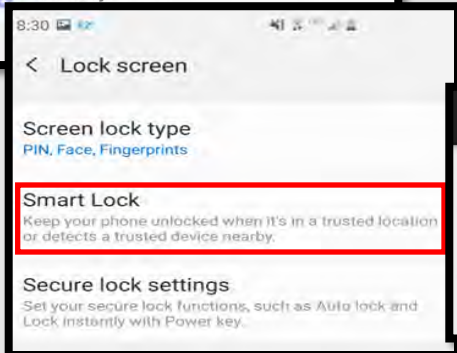 8:30
Lock screen
Screen lock type
PIN, Face, Fingerprints
Smart Lock
Keep your phone unlocked when it's in a trusted location
or detects a trusted device nearby.
Secure lock settings
Set your secure lock functions, such as Auto lock and
Lock instantly with Power key.